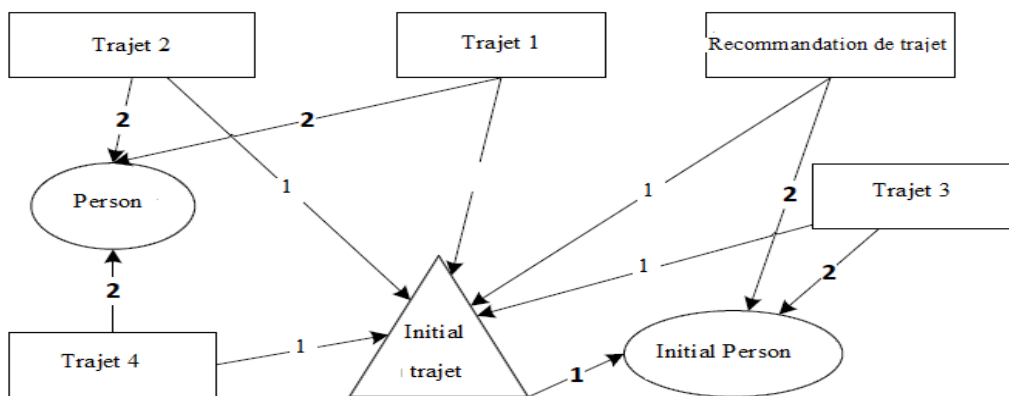 Trajet 2
Trajet 1
Recommandation de trajet
2
2
1
1
2
Trajet 3
Person
1
2
2
Initial
trajet
1
Trajet 4
Initial Person
1